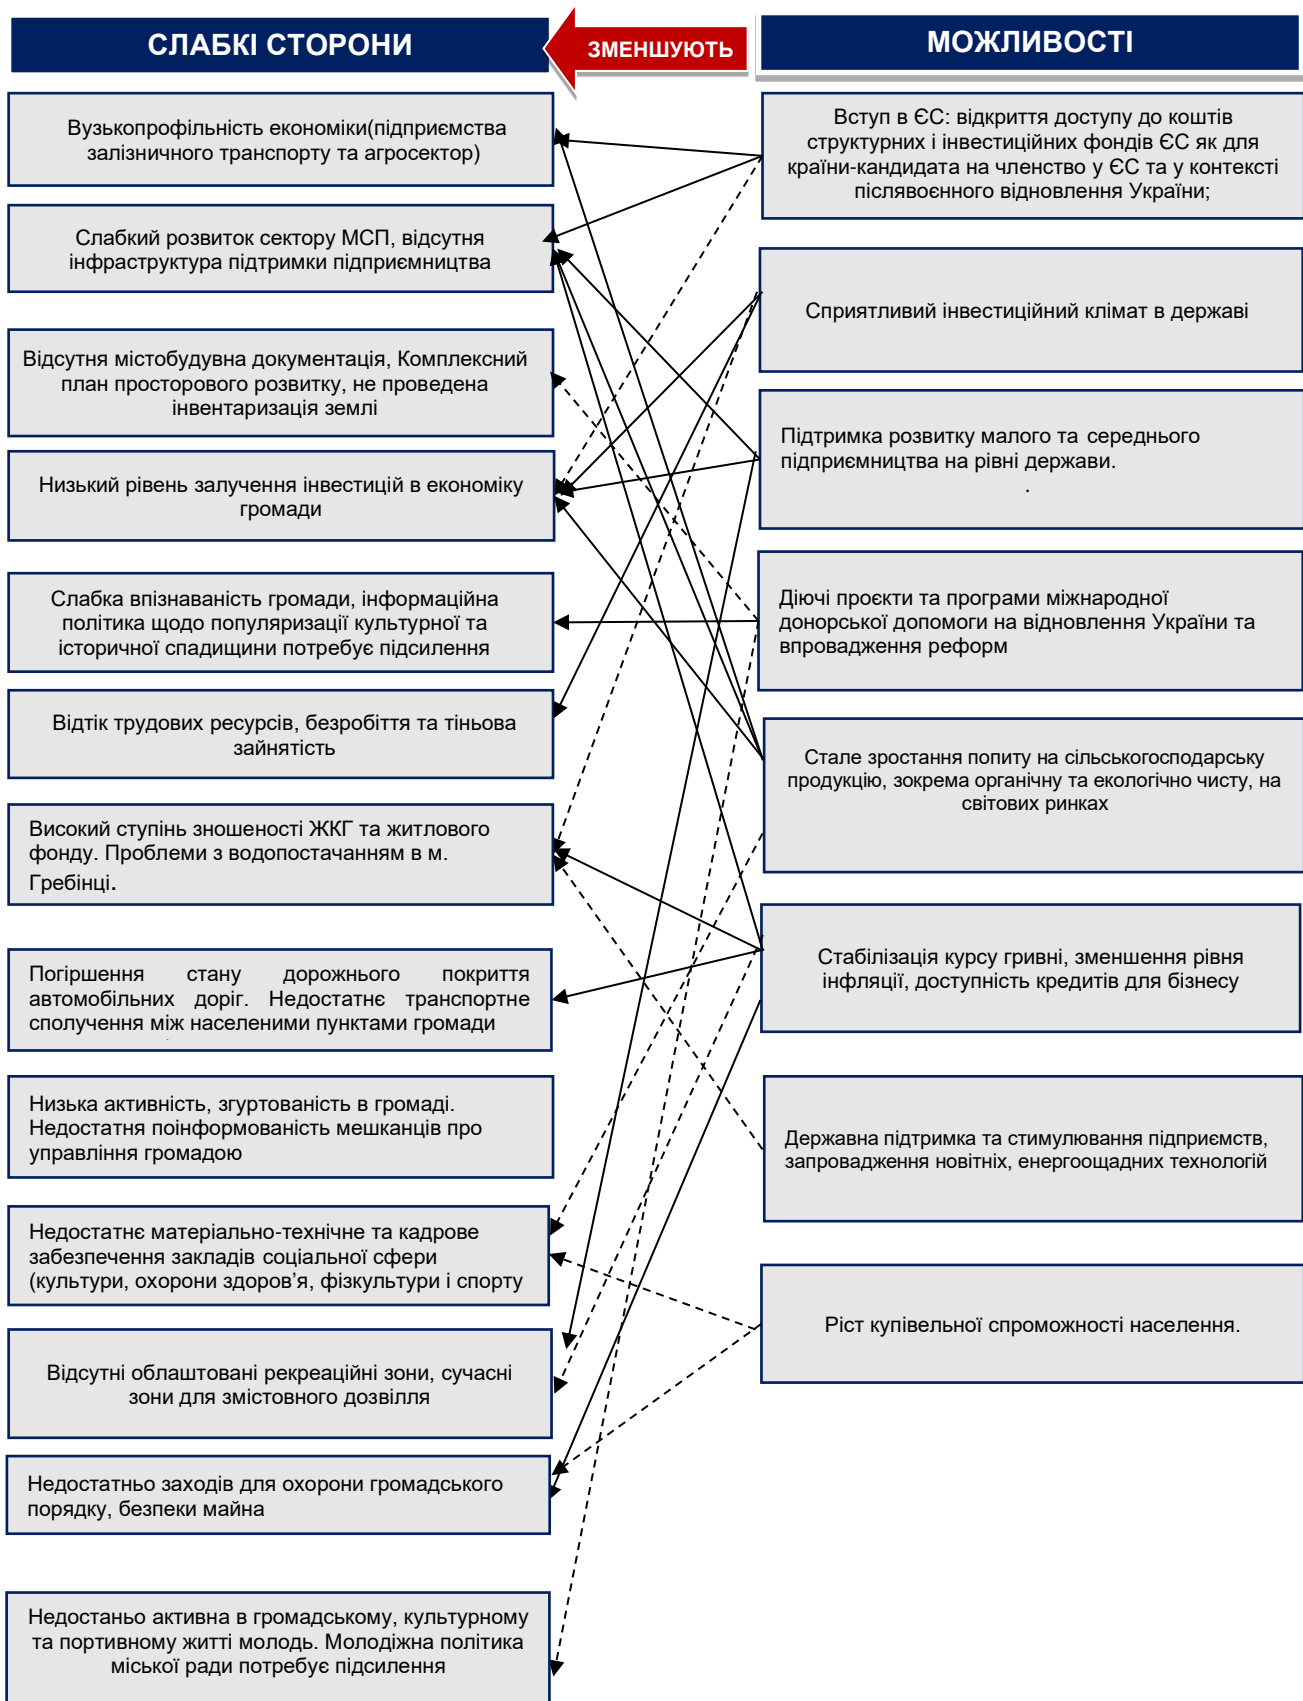 СЛАБКІ СТОРОНИ
ЗМЕНШУЮТЬ
МОЖЛИВОСТІ
Вузькопрофільність економіки(підприємства
залізничного транспорту та агросектор)
Слабкий розвиток сектору МСП, відсутня
інфраструктура підтримки підприємництва
Відсутня містобудувна документація, Комплексний
план просторового розвитку, не проведена
інвентаризація землі
Низький рівень залучення інвестицій в економіку
громади
Слабка впізнаваність громади, інформаційна
політика щодо популяризації культурної та
історичної спадищини потребує підсилення
Відтік трудових ресурсів, безробіття та тіньова
зайнятість
Високий ступінь зношеності ЖКГ та житлового
фонду. Проблеми з водопостачанням в м.
Гребінці.
Погіршення стану дорожнього покриття
автомобільних доріг. Недостатнє транспортне
сполучення між населеними пунктами громади
Низька активність, згуртованість в громаді.
Недостатня поінформованість мешканців про
управління громадою
Недостатнє матеріально-технічне та кадрове
забезпечення закладів соціальної сфери
(культури, охорони здоров’я, фізкультури і спорту
Відсутні облаштовані рекреаційні зони, сучасні
зони для змістовного дозвілля
Недостатньо заходів для охорони громадського
порядку, безпеки майна
Недостаньо активна в громадському, культурному
та портивному житті молодь. Молодіжна політика
міської ради потребує підсилення
Вступ в ЄС: відкриття доступу до коштів
структурних і інвестиційних фондів ЄС як для
країни-кандидата на членство у ЄС та у контексті
післявоєнного відновлення України;
Сприятливий інвестиційний клімат в державі
Підтримка розвитку малого та середнього
підприємництва на рівні держави.
.
Діючі проєкти та програми міжнародної
донорської допомоги на відновлення України та
впровадження реформ
Стале зростання попиту на сільськогосподарську
продукцію, зокрема органічну та екологічно чисту, на
світових ринках
Стабілізація курсу гривні, зменшення рівня
інфляції, доступність кредитів для бізнесу
Державна підтримка та стимулювання підприємств,
запровадження новітніх, енергоощадних технологій
Ріст купівельної спроможності населення.